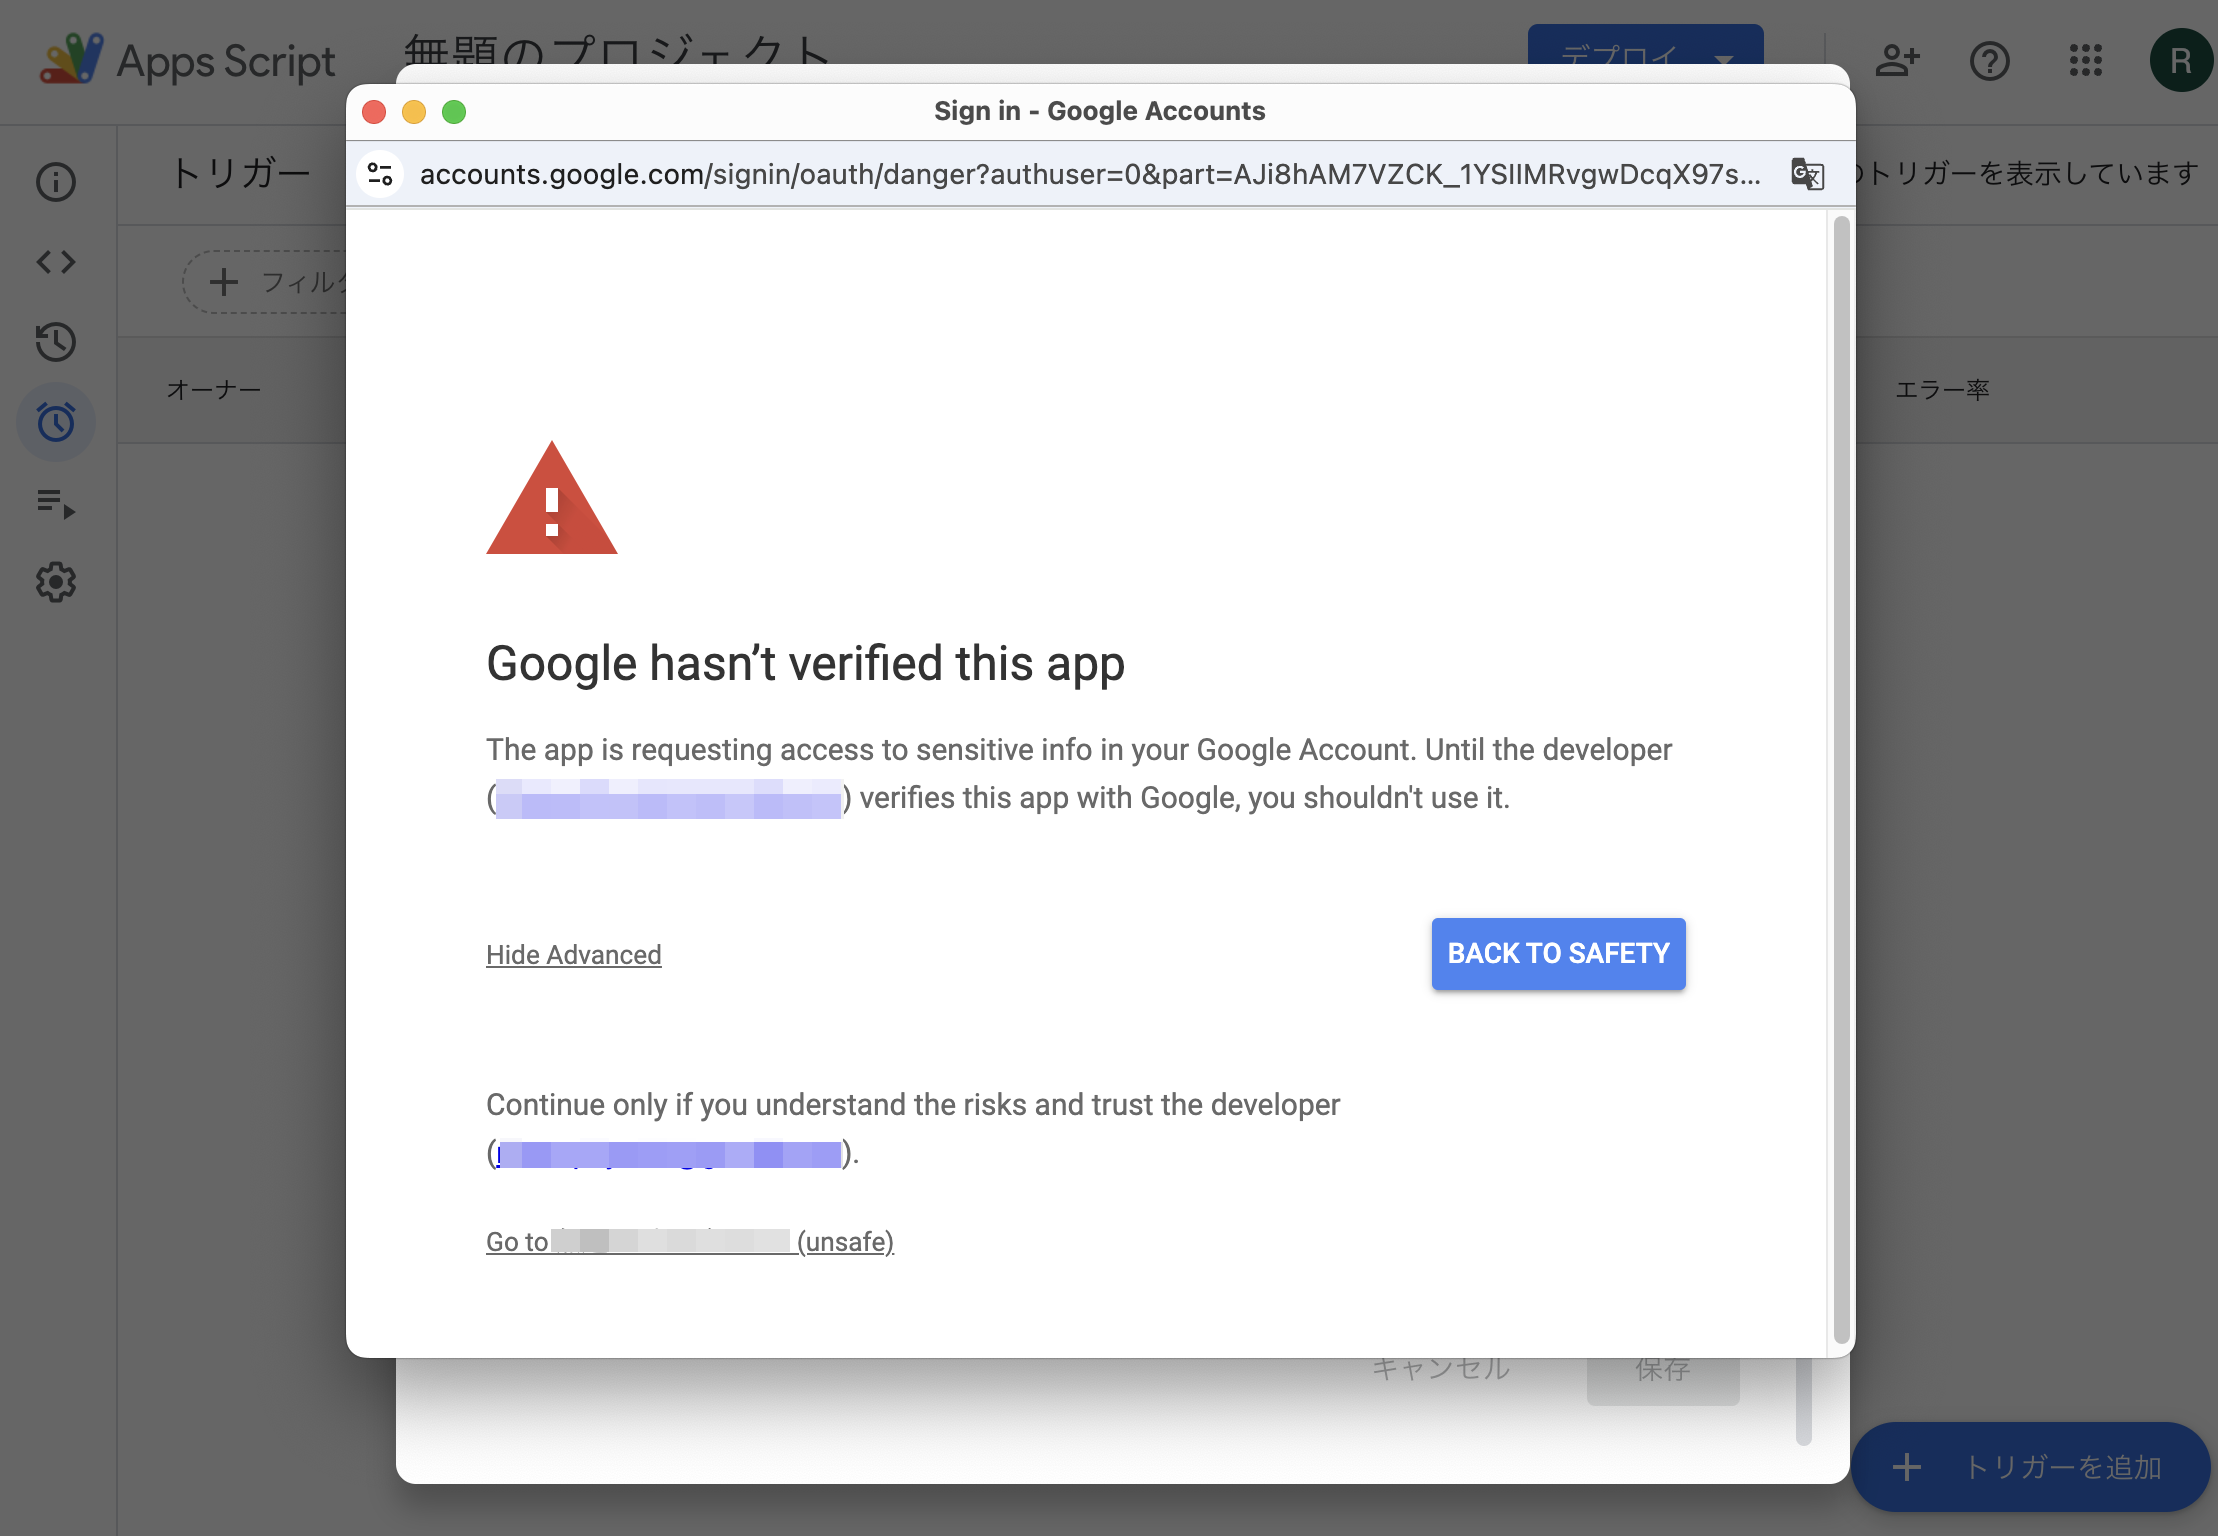 Apps Script
無題のプロジェクト
デプロイ
R
Sign in - Google Accounts
accounts.google.com/signin/oauth/danger?authuser=0&part=AJi8hAM7VZCK_1YSIIMRvgwDcqX97s...
トリガー
のトリガーを表示しています
フィルタ
オーナー
エラー率
Google hasn’t verified this app
The app is requesting access to sensitive info in your Google Account. Until the developer
() verifies this app with Google, you shouldn't use it.
Hide Advanced
BACK TO SAFETY
Continue only if you understand the risks and trust the developer
().
Go to (unsafe)
キャンセル
保存
トリガーを追加